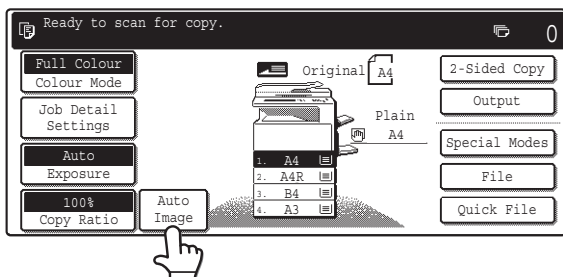 Ready to scan for copy.
0
Full Colour
Colour Mode
Job Detail
Settings
Auto
Exposure
100%
Copy Ratio
Auto
Image
Original A4
Plain
A4
1. A4
2. A4R
3. B4
4. A3
2-Sided Copy
Output
Special Modes
File
Quick File